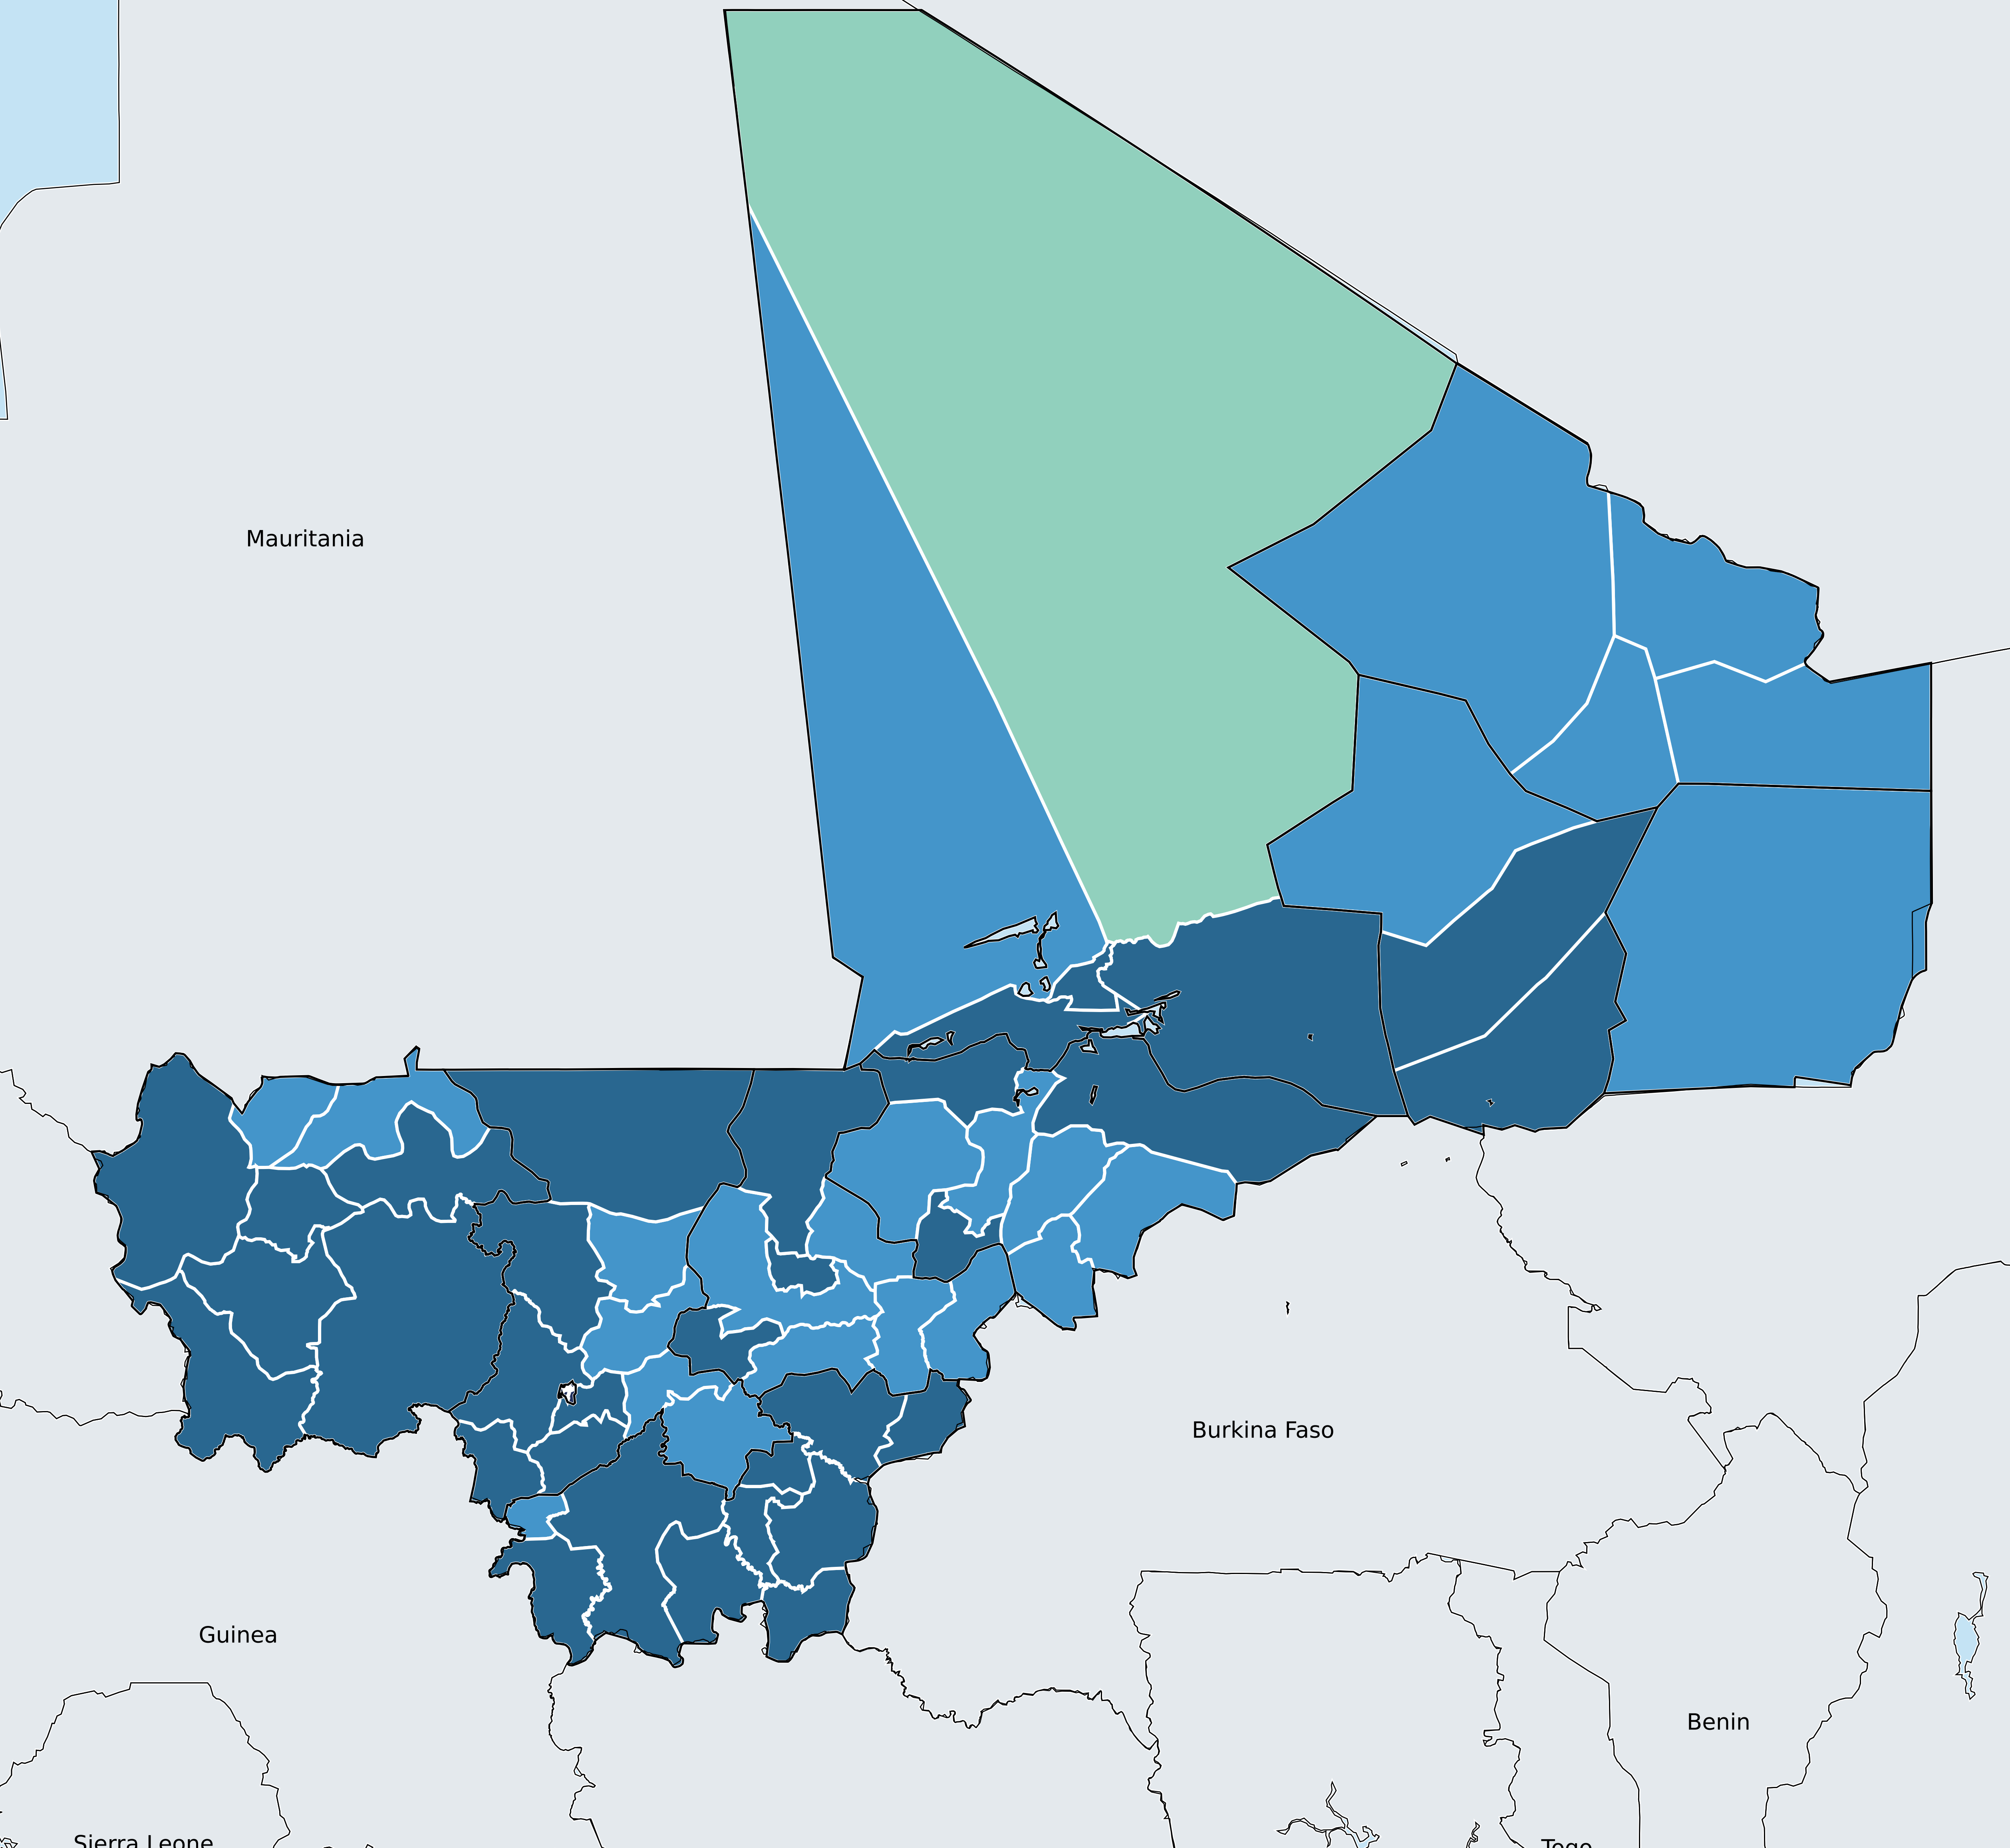 Mauritania
Burkina Faso
Guinea
Benin
Sierra Leone
Togo